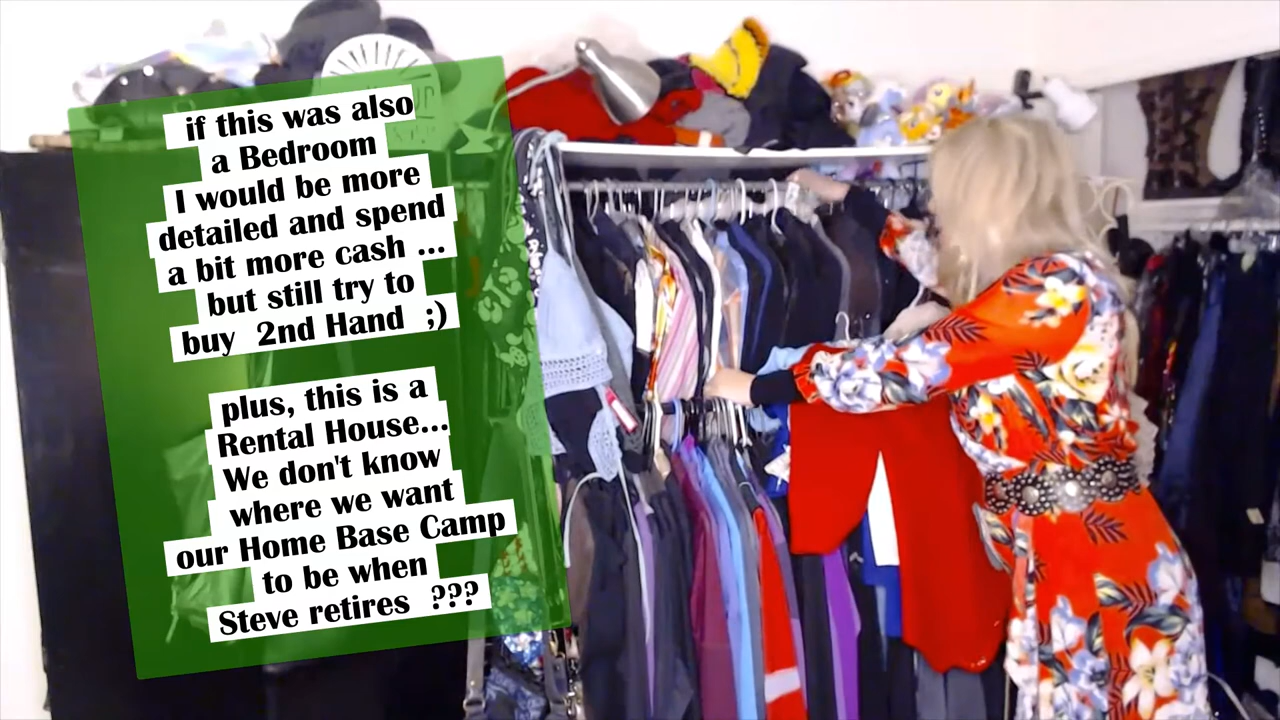 if this was also
a Bedroom
I would be more
detailed and spend
a bit more cash ...
but still try to
buy 2nd Hand ;)
plus, this is a
Rental House...
We don't know
where we want
our Home Base Camp
to be when
Steve retires ???